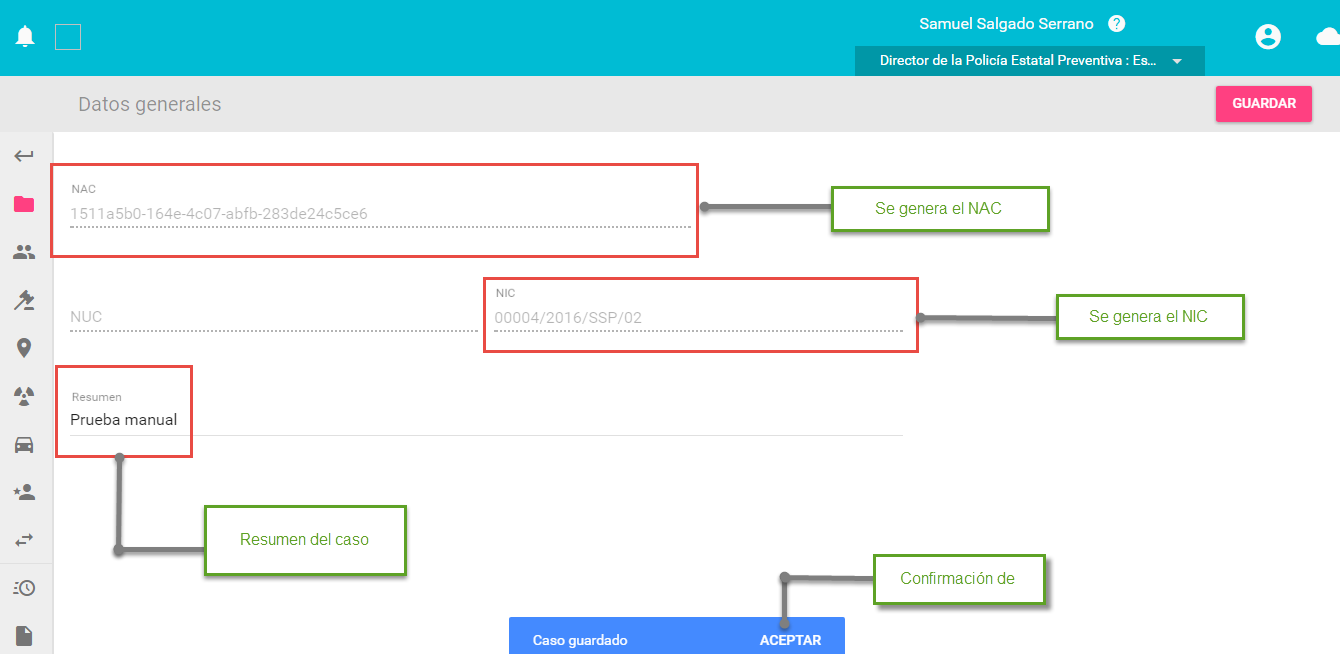 Samuel Salgado Serrano ?
Director de la Policía Estatal Preventiva : Es...
Datos generales
GUARDAR
NAC
1511a5b0-164e-4c07-abfb-283de24c5ce6
Se genera el NAC
NUC
NIC
00004/2016/SSP/02
Se genera el NIC
Resumen
Prueba manual
Resumen del caso
Confirmación de
Caso guardado
ACEPTAR